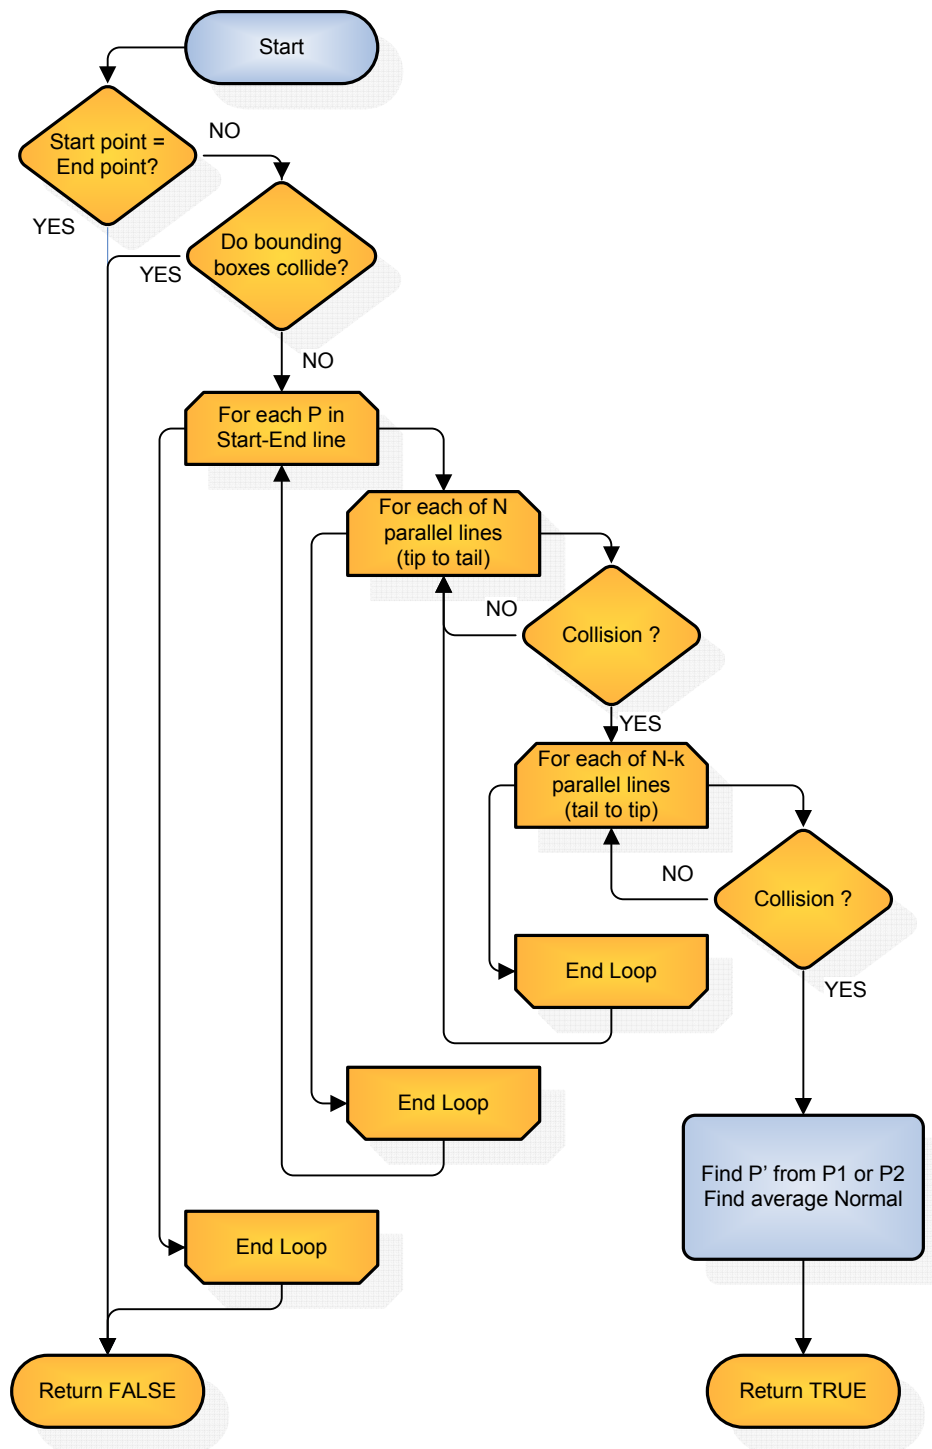 Start
Start point =
End point?
NO
YES
Do bounding
boxes collide?
YES
NO
For each P in
Start-End line
For each of N
parallel lines
(tip to tail)
NO
Collision ?
YES
For each of N-k
parallel lines
(tail to tip)
NO
Collision ?
YES
End Loop
End Loop
Find P' from P1 or P2
Find average Normal
End Loop
Return FALSE
Return TRUE